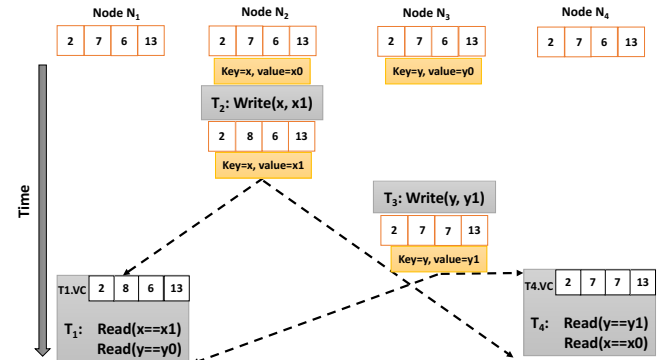 Node N1 Node N2 Node N3 Node N4
2 7 6 13 2 7 6 13 2 7 6 13 2 7 6 13
Key=x, value=x0 Key=y, value=y0
T2: Write(x, x1)
2 8 6 13
Key=x, value=x1
Time
T3: Write(y, y1)
2 7 7 13
Key=y, value=y1
T1.VC 2 8 6 13 T4.VC 2 7 7 13
T1: Read(x==x1) T4: Read(y==y1)
Read(y==y0) Read(x==x0)